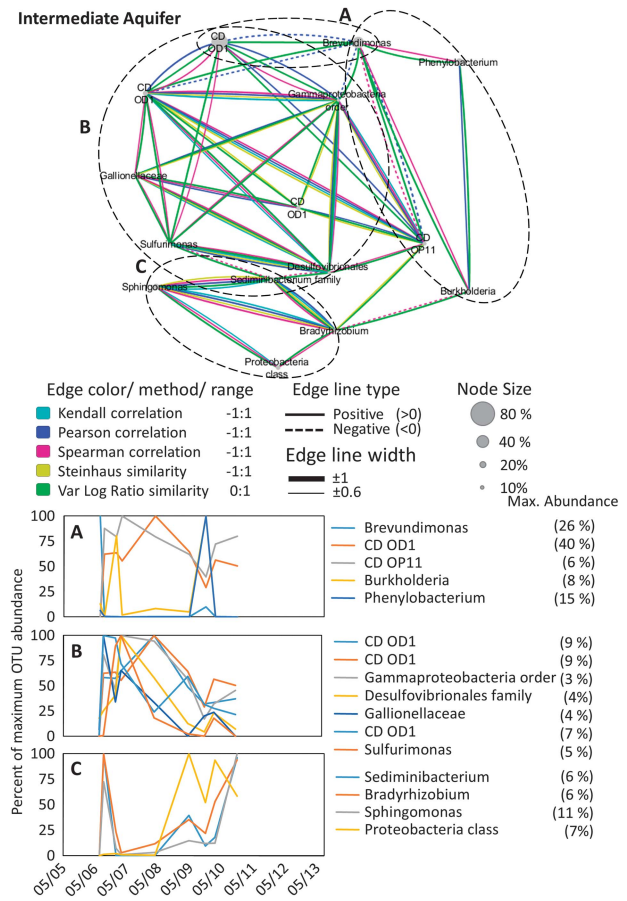 Intermediate Aquifer
A
CD
OD1
Brevundimonas
Phenylobacterium
CD
OD1
Gammaproteobacteria
order
B
Gallionellaceae
CD
OD1
Sulfurimonas
CD
OP11
Desulfovibrionales
C
Sediminibacterium family
Sphingomonas
Burkholderia
Bradyrhizobium
Proteobacteria
class
Edge color/ method/ range
Kendall correlation -1:1
Pearson correlation -1:1
Spearman correlation -1:1
Steinhaus similarity -1:1
Var Log Ratio similarity 0:1
Edge line type
Positive (>0)
Negative (<0)
Edge line width
±1
±0.6
Node Size
80 %
40 %
20%
10%
Max. Abundance
Percent of maximum OTU abundance
100
75
50
25
0
A
Brevundimonas (26 %)
CD OD1 (40 %)
CD OP11 (6 %)
Burkholderia (8 %)
Phenylobacterium (15 %)
100
75
50
25
0
B
CD OD1 (9 %)
CD OD1 (9 %)
Gammaproteobacteria order (3 %)
Desulfovibrionales family (4%)
Gallionellaceae (4 %)
CD OD1 (7 %)
Sulfurimonas (5 %)
100
75
50
25
0
C
Sediminibacterium (6 %)
Bradyrhizobium (6 %)
Sphingomonas (11 %)
Proteobacteria class (7%)
05/05
05/06
05/07
05/08
05/09
05/10
05/11
05/12
05/13